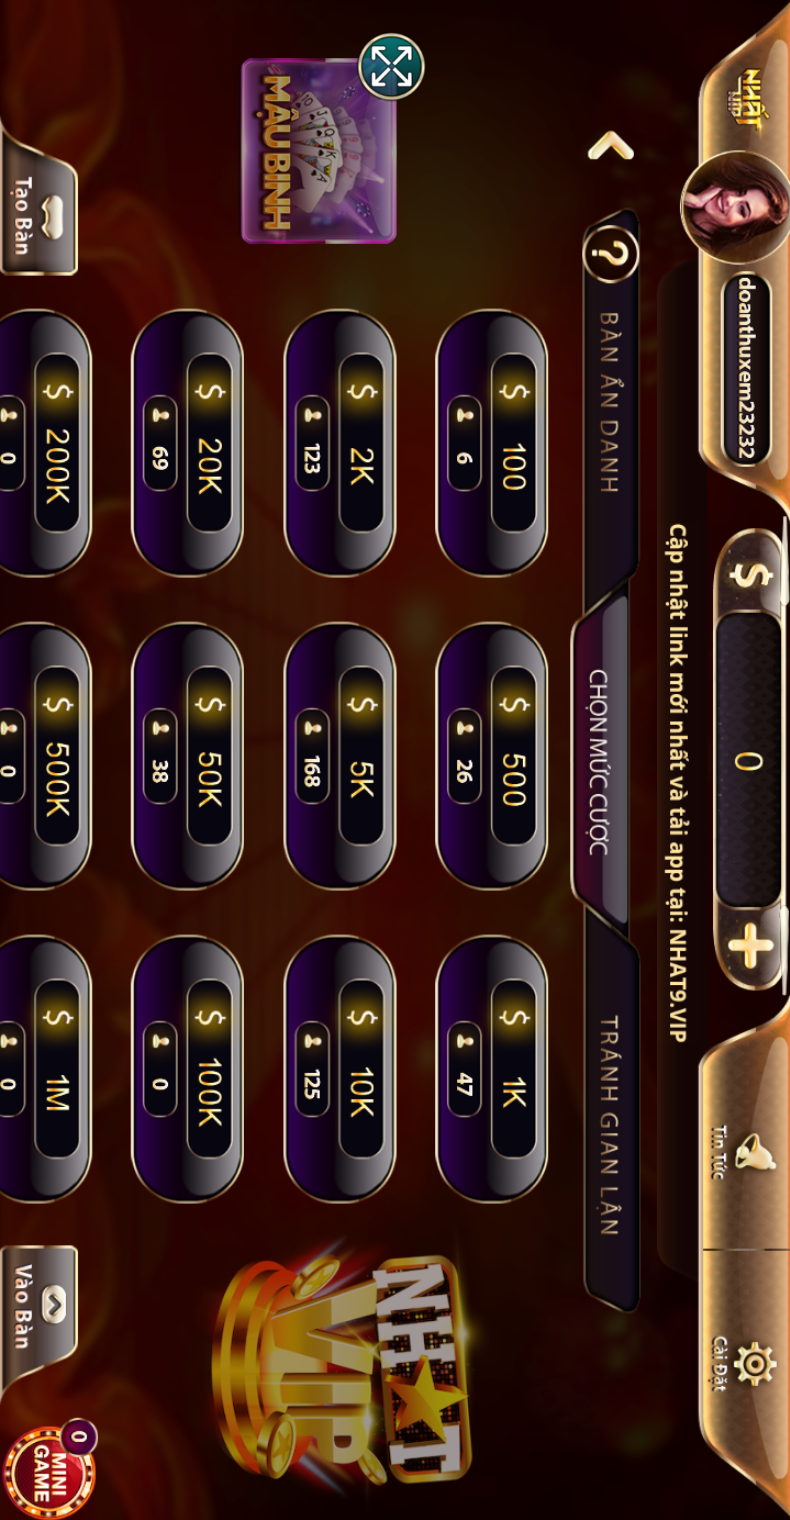 NHẤT
VIP
doanthuxem23232
$
0
Tin Tức
Cài Đặt
Cập nhật link mới nhất và tải app tại: NHAT9.VIP
?
BÀN ẨN DANH
CHỌN MỨC CƯỢC
TRÁNH GIAN LẬN
MẬU BINH
$ 100
6
$ 500
26
$ 1K
47
$ 2K
123
$ 5K
168
$ 10K
125
$ 20K
69
$ 50K
38
$ 100K
0
$ 200K
0
$ 500K
0
$ 1M
0
NHẤT
VIP
Tạo Bàn
Vào Bàn
0
MINI
GAME